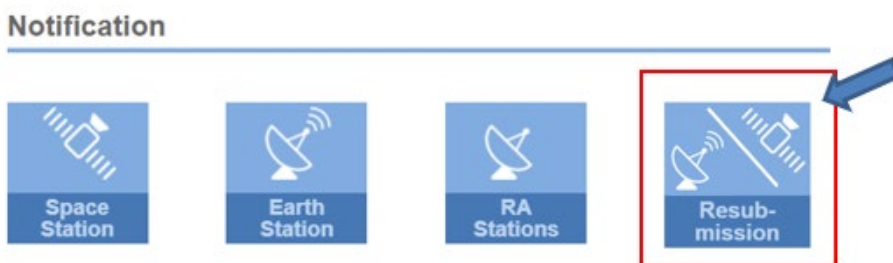 Notification
Space
Station
Earth
Station
RA
Stations
Resub-
mission